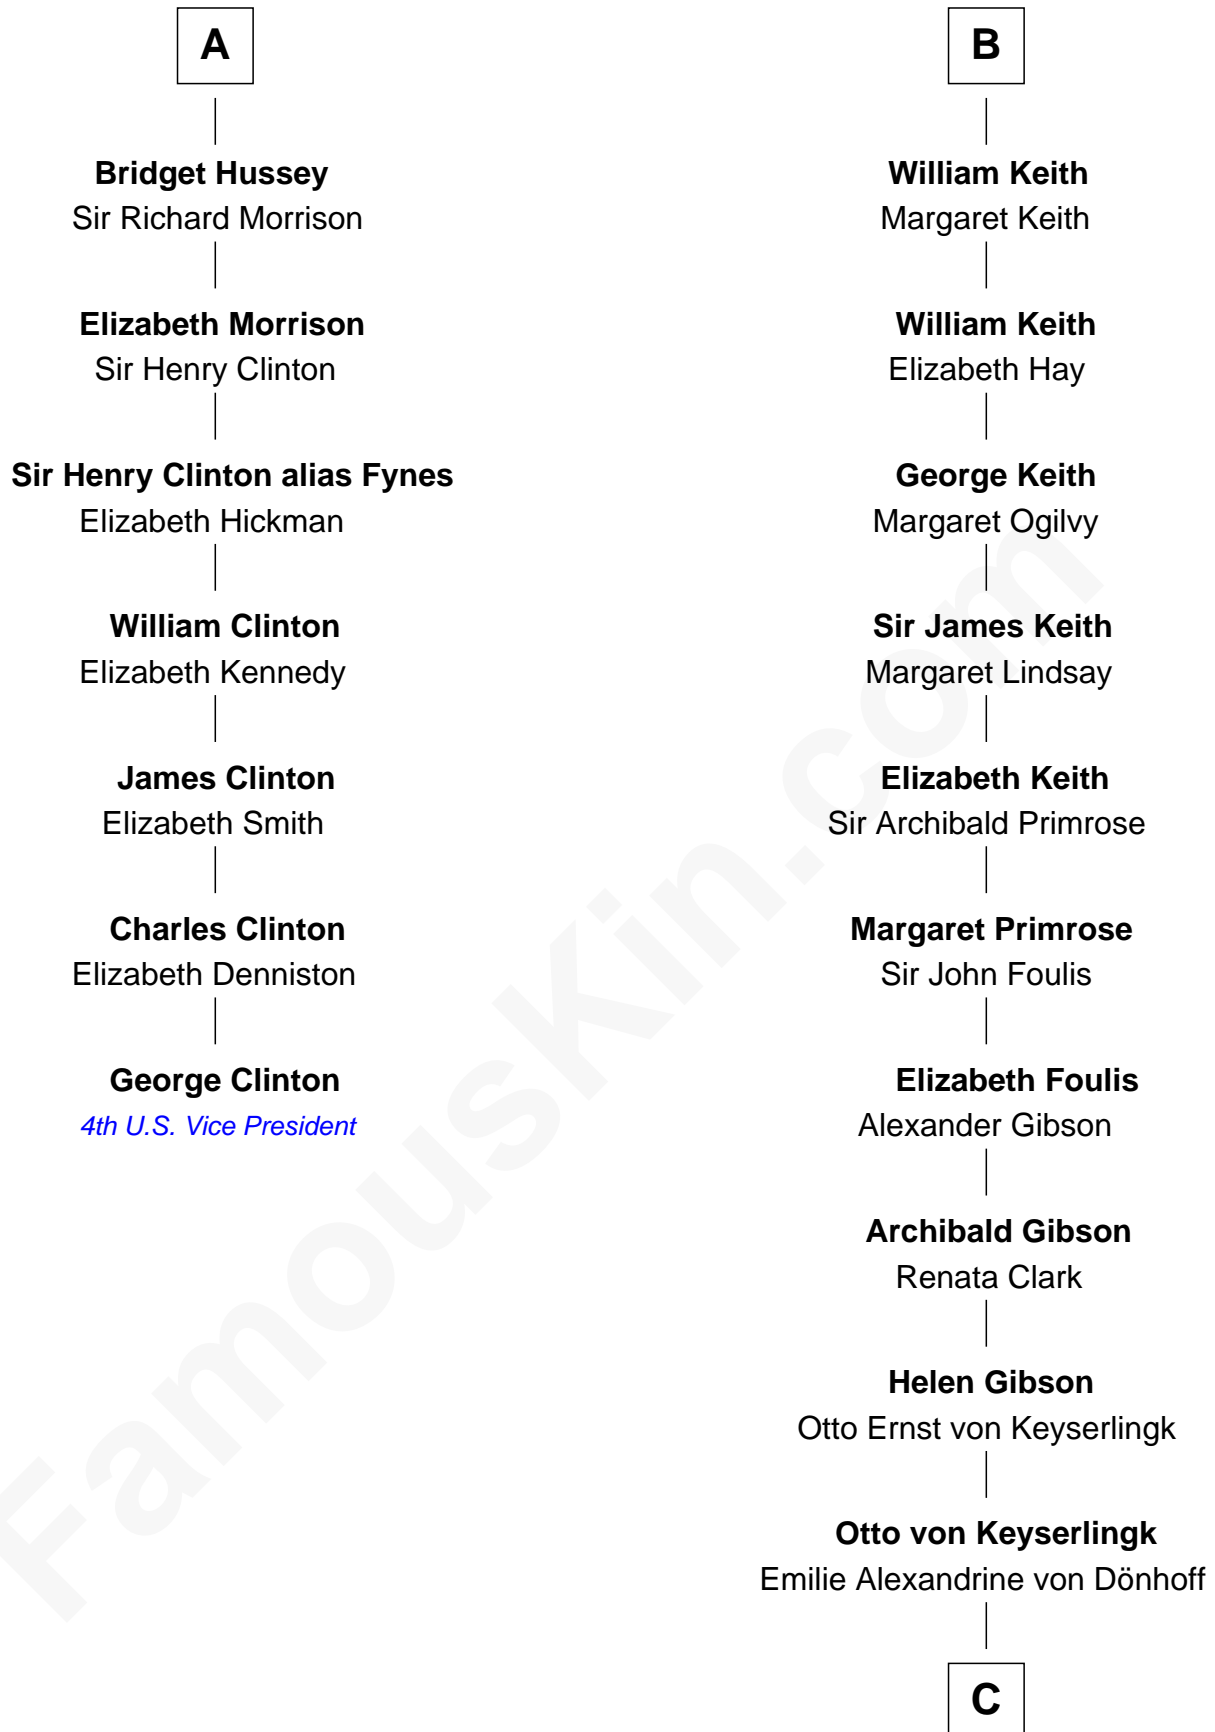 A
Bridget Hussey
Sir Richard Morrison
Elizabeth Morrison
Sir Henry Clinton
Sir Henry Clinton alias Fynes
Elizabeth Hickman
William Clinton
Elizabeth Kennedy
James Clinton
Elizabeth Smith
Charles Clinton
Elizabeth Denniston
George Clinton
4th U.S. Vice President
B
William Keith
Margaret Keith
William Keith
Elizabeth Hay
George Keith
Margaret Ogilvy
Sir James Keith
Margaret Lindsay
Elizabeth Keith
Sir Archibald Primrose
Margaret Primrose
Sir John Foulis
Elizabeth Foulis
Alexander Gibson
Archibald Gibson
Renata Clark
Helen Gibson
Otto Ernst von Keyserlingk
Otto von Keyserlingk
Emilie Alexandrine von Dönhoff
C
FamousKin.com